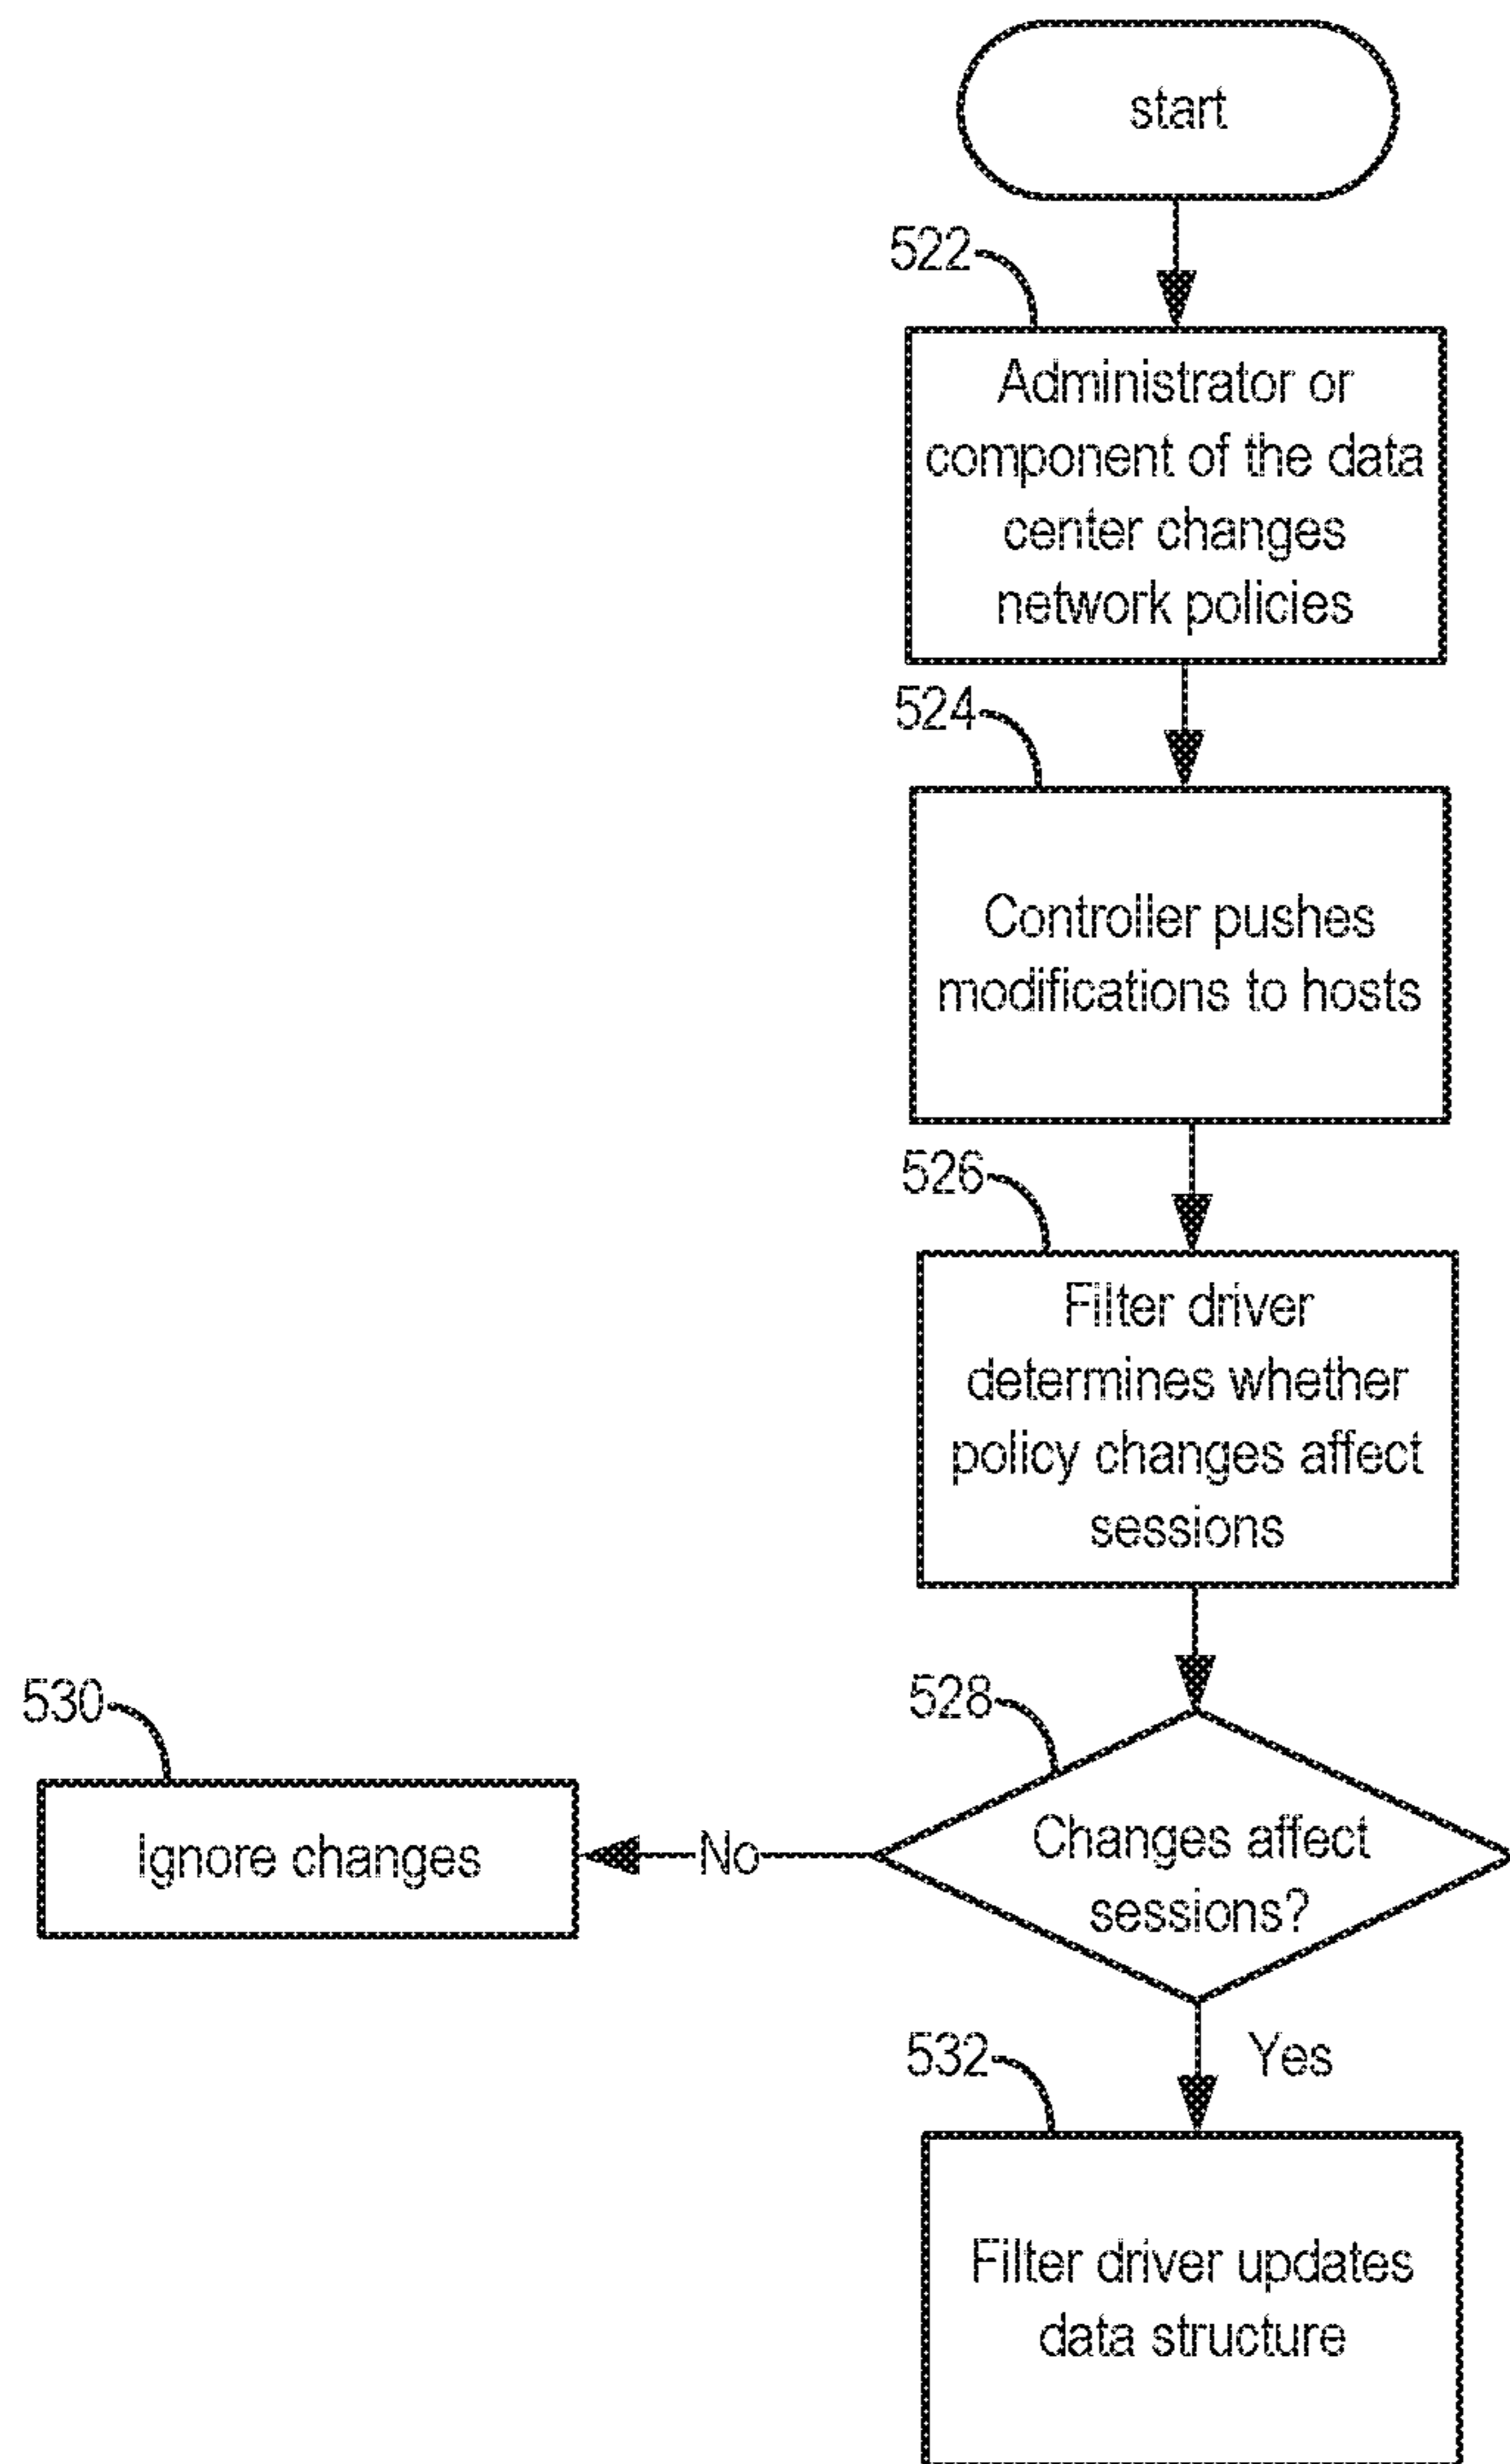 start
522
Administrator or
component of the data
center changes
network policies
524
Controller pushes
modifications to hosts
526
Filter driver
determines whether
policy changes affect
sessions
528
Changes affect
sessions?
No
530
Ignore changes
Yes
532
Filter driver updates
data structure